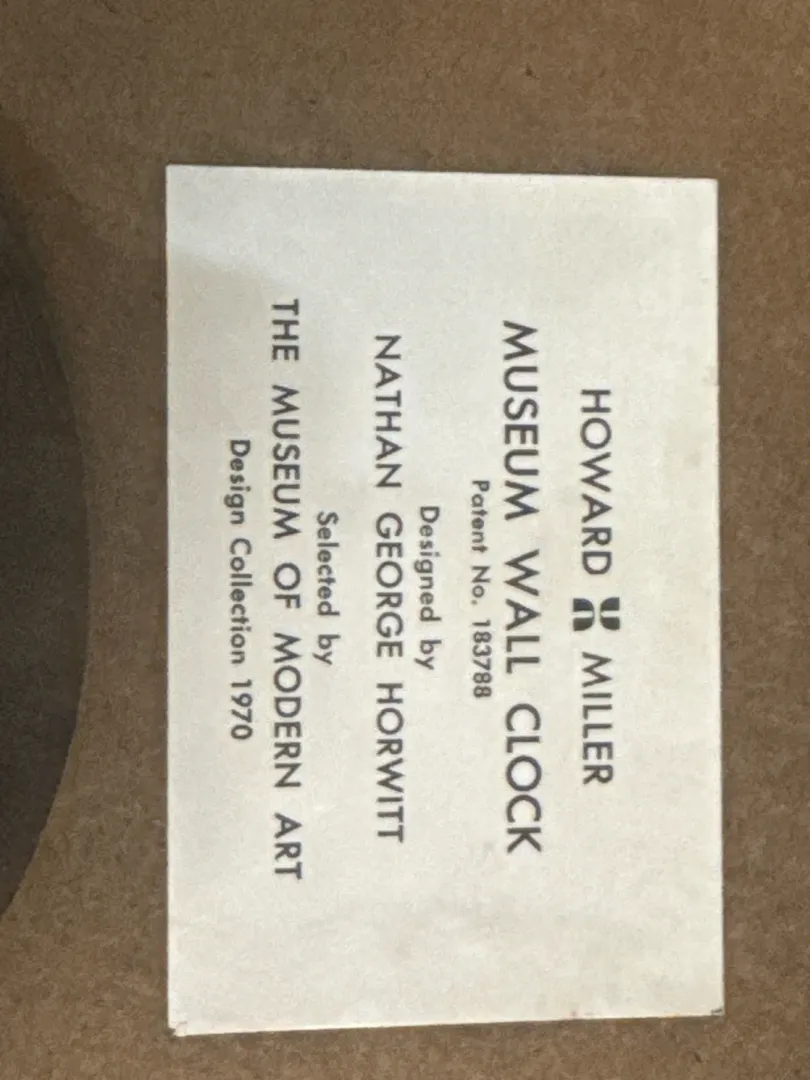 HOWARD MILLER
MUSEUM WALL CLOCK
Patent No. 183788
Designed by
NATHAN GEORGE HORWITT
Selected by
THE MUSEUM OF MODERN ART
Design Collection 1970